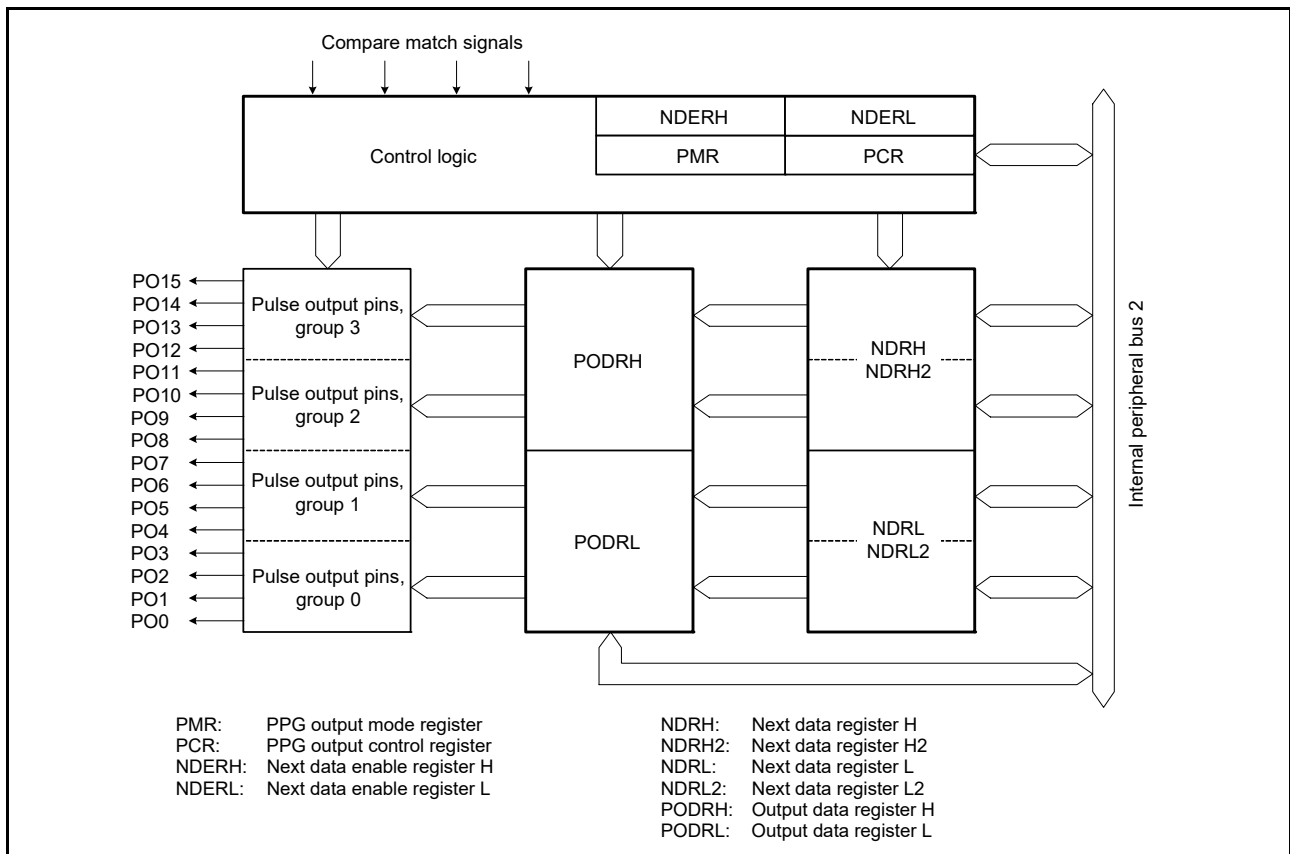 Compare match signals
NDERH
NDERL
Control logic
PMR
PCR
PO15
PO14
PO13
PO12
PO11
PO10
PO9
PO8
PO7
PO6
PO5
PO4
PO3
PO2
PO1
PO0
Pulse output pins,
group 3
Pulse output pins,
group 2
Pulse output pins,
group 1
Pulse output pins,
group 0
PODRH
PODRL
NDRH
NDRH2
NDRL
NDRL2
Internal peripheral bus 2
PMR: PPG output mode register
PCR: PPG output control register
NDERH: Next data enable register H
NDERL: Next data enable register L
NDRH: Next data register H
NDRH2: Next data register H2
NDRL: Next data register L
NDRL2: Next data register L2
PODRH: Output data register H
PODRL: Output data register L